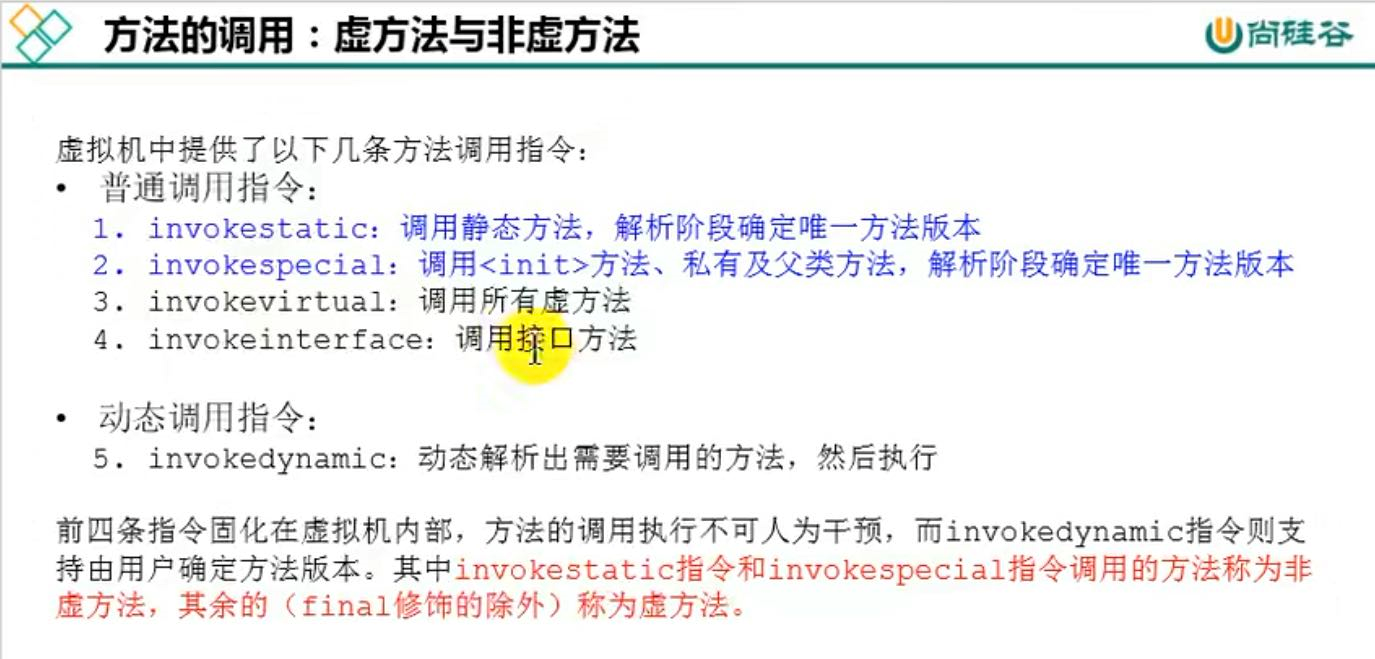 方法的调用：虚方法与非虚方法
尚硅谷
虚拟机中提供了以下几条方法调用指令：
• 普通调用指令：
1. invokestatic：调用静态方法，解析阶段确定唯一方法版本
2. invokespecial：调用<init>方法、私有及父类方法，解析阶段确定唯一方法版本
3. invokevirtual：调用所有虚方法
4. invokeinterface：调用接口方法
• 动态调用指令：
5. invokedynamic：动态解析出需要调用的方法，然后执行
前四条指令固化在虚拟机内部，方法的调用执行不可人为干预，而invokedynamic指令则支
持由用户确定方法版本。其中invokestatic指令和invokespecial指令调用的方法称为非
虚方法，其余的（final修饰的除外）称为虚方法。